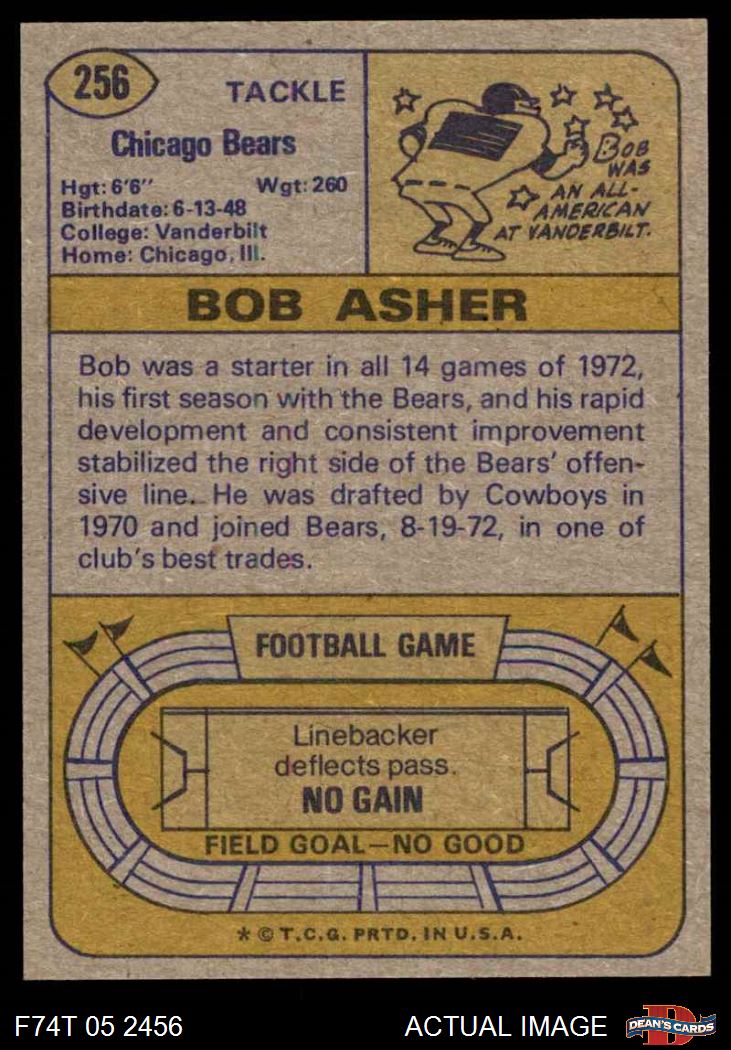 256
TACKLE
Chicago Bears
Hgt: 6'6" Wgt: 260
Birthdate: 6-13-48
College: Vanderbilt
Home: Chicago, Ill.
BOB
WAS
AN ALL-
AMERICAN
AT VANDERBILT.
BOB ASHER
Bob was a starter in all 14 games of 1972,
his first season with the Bears, and his rapid
development and consistent improvement
stabilized the right side of the Bears' offen-
sive line. He was drafted by Cowboys in
1970 and joined Bears, 8-19-72, in one of
club's best trades.
FOOTBALL GAME
Linebacker
deflects pass.
NO GAIN
FIELD GOAL—NO GOOD
* © T.C.G. PRTD. IN U.S.A.
F74T 05 2456 ACTUAL IMAGE
D
DEAN'S CARDS